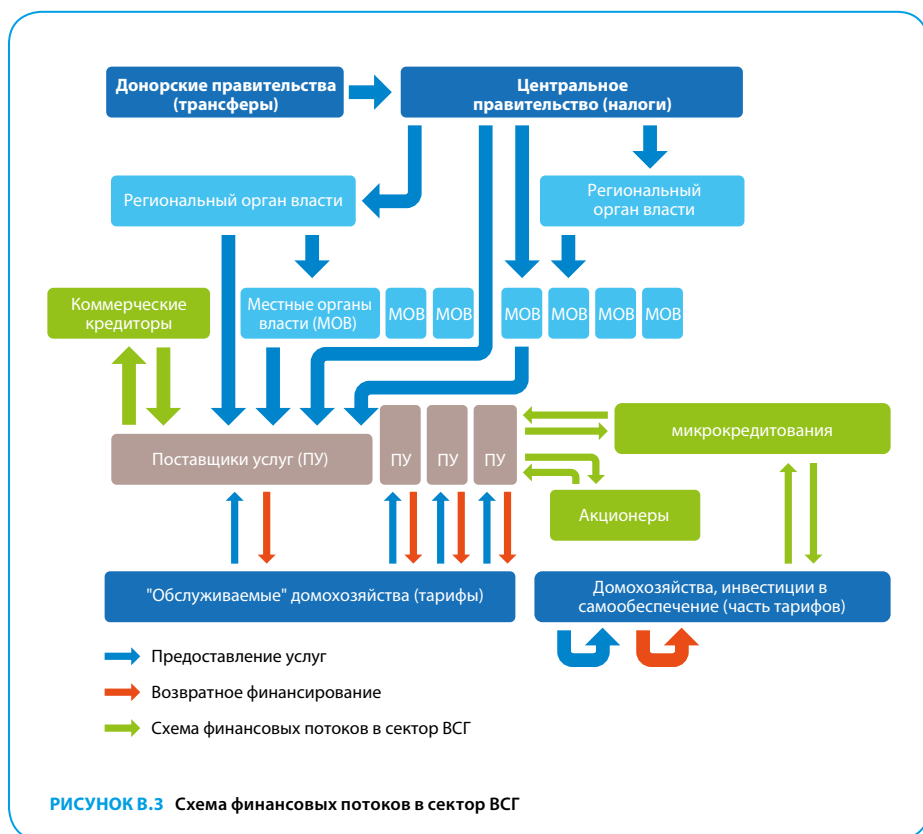 Донорские правительства
(трансферы)
Центральное
правительство (налоги)
Региональный орган власти
Региональный
орган власти
Коммерческие
кредиторы
Местные органы
власти (МОВ)
МОВ
МОВ
МОВ
МОВ
МОВ
МОВ
Поставщики услуг (ПУ)
ПУ
ПУ
ПУ
микрокредитования
Акционеры
"Обслуживаемые" домохозяйства (тарифы)
Домохозяйства, инвестиции в
самообеспечение (часть тарифов)
Предоставление услуг
Возвратное финансирование
Схема финансовых потоков в сектор ВСГ
РИСУНОК В.3 Схема финансовых потоков в сектор ВСГ